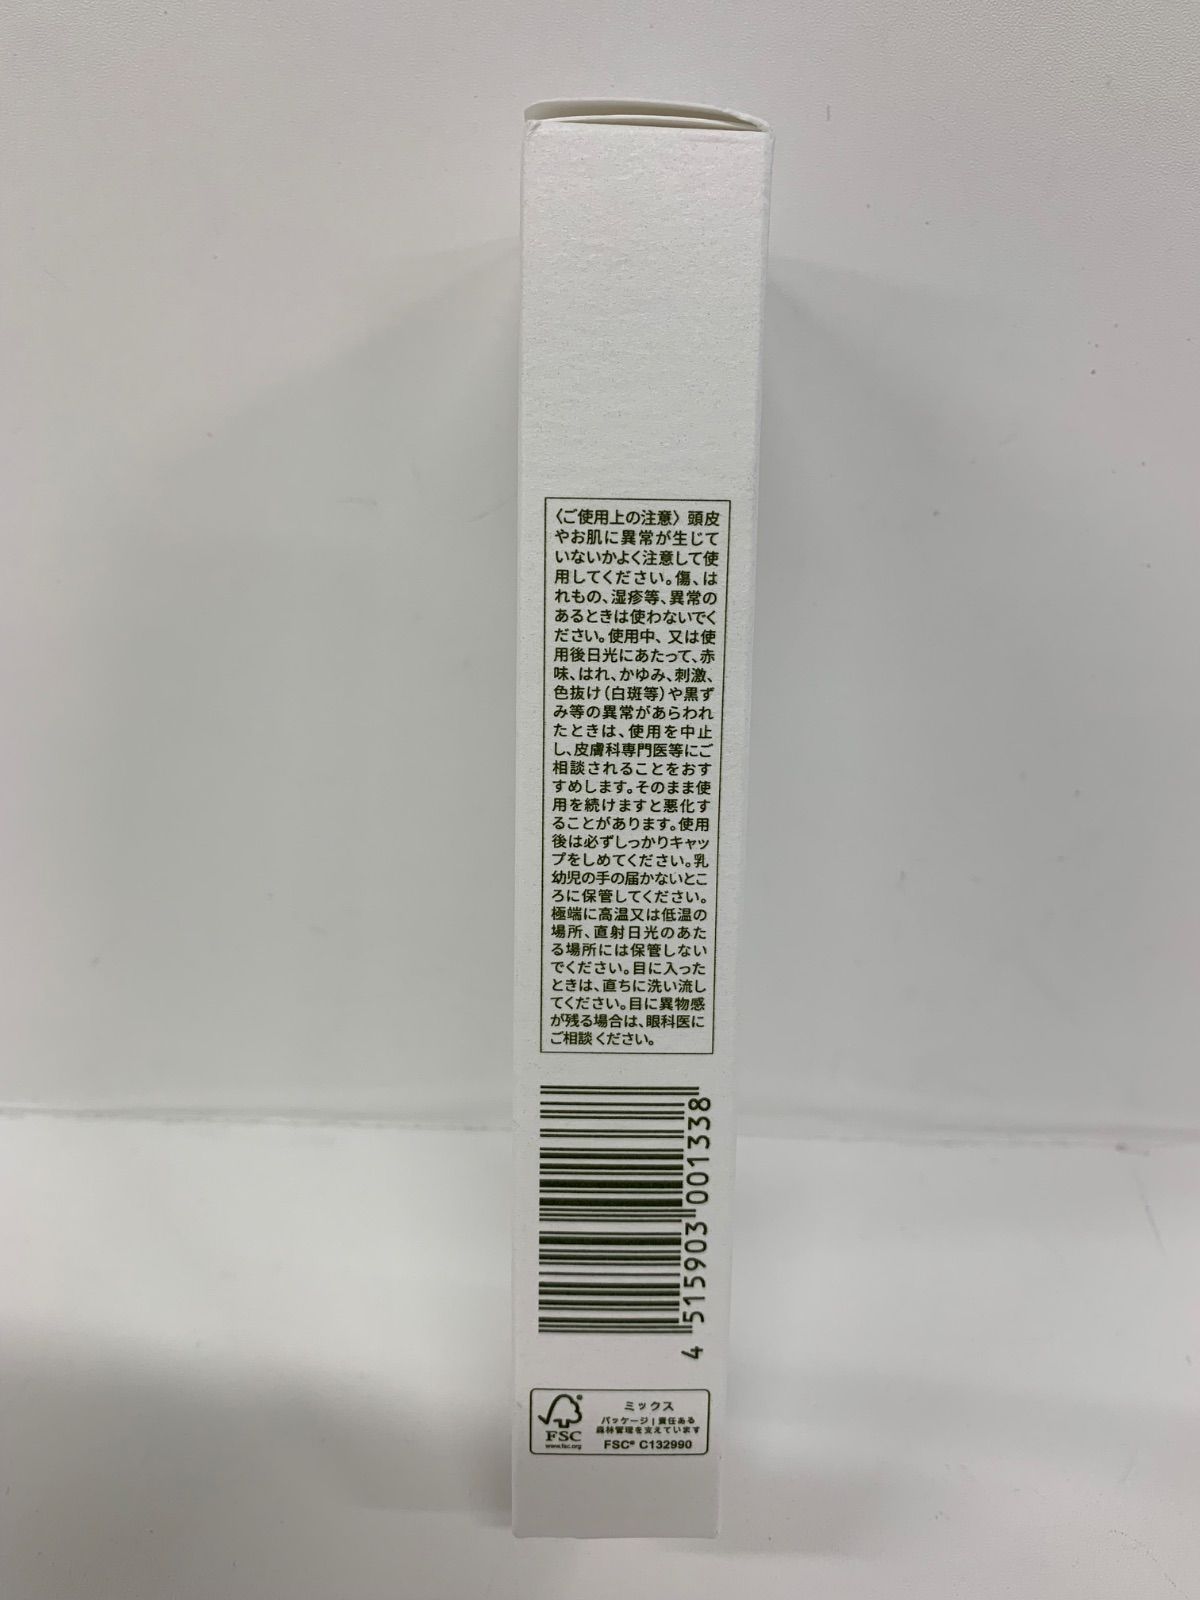 〈ご使用上の注意〉頭皮
やお肌に異常が生じて
いないかよく注意して使
用してください。傷、は
れもの、湿疹等、異常の
あるときは使わないでく
ださい。使用中、又は使
用後日光にあたって、赤
味、はれ、かゆみ、刺激、
色抜け(白斑等)や黒ず
み等の異常があらわれ
たときは、使用を中止
し、皮膚科専門医等にご
相談されることをおす
すめします。そのまま使
用を続けますと悪化す
ることがあります。使用
後は必ずしっかりキャッ
プをしめてください。乳
幼児の手の届かないとこ
ろに保管してください。
極端に高温又は低温の
場所、直射日光のあた
る場所には保管しない
でください。目に入った
ときは、直ちに洗い流し
てください。目に異物感
が残る場合は、眼科医に
ご相談ください。
4 515903 001338
FSC
www.fsc.org
ミックス
パッケージ|責任ある
森林管理を支えています
FSC® C132990